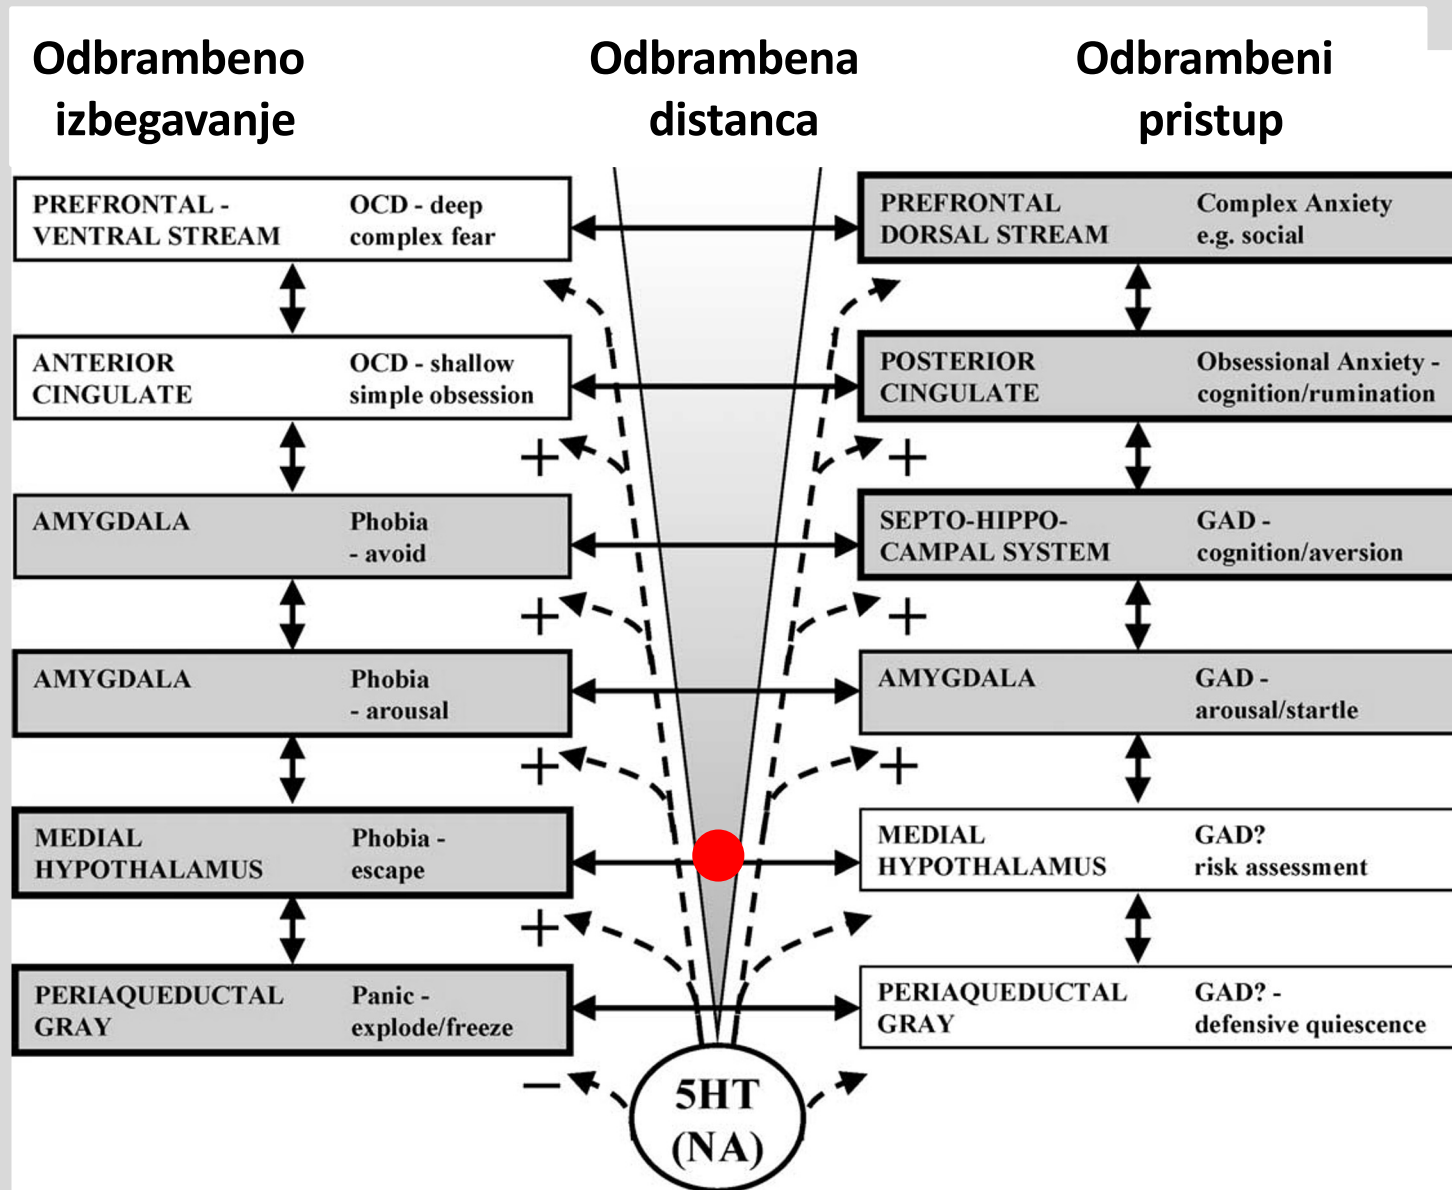 Odbrambeno
izbegavanje
Odbrambena
distanca
Odbrambeni
pristup
PREFRONTAL -
VENTRAL STREAM
OCD - deep
complex fear
PREFRONTAL
DORSAL STREAM
Complex Anxiety
e.g. social
ANTERIOR
CINGULATE
OCD - shallow
simple obsession
POSTERIOR
CINGULATE
Obsessional Anxiety -
cognition/rumination
+
+
AMYGDALA
Phobia
- avoid
SEPTO-HIPPO-
CAMPAL SYSTEM
GAD -
cognition/aversion
+
+
AMYGDALA
Phobia
- arousal
AMYGDALA
GAD -
arousal/startle
+
+
MEDIAL
HYPOTHALAMUS
Phobia -
escape
MEDIAL
HYPOTHALAMUS
GAD?
risk assessment
+
PERIAQUEDUCTAL
GRAY
Panic -
explode/freeze
PERIAQUEDUCTAL
GRAY
GAD? -
defensive quiescence
−
5HT
(NA)